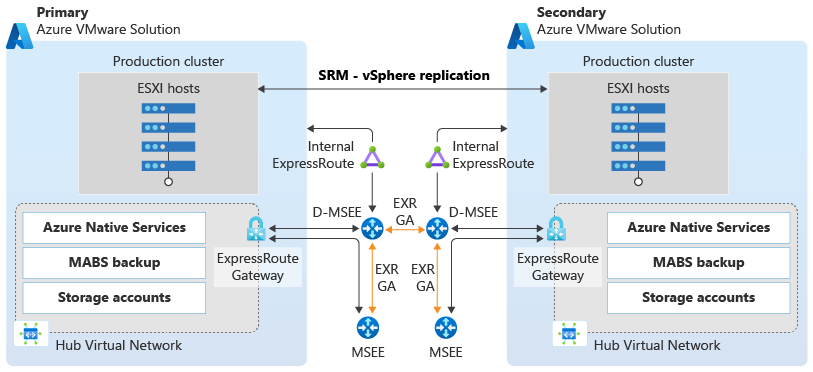 Primary
Azure VMware Solution
Secondary
Azure VMware Solution
Production cluster
ESXI hosts
SRM - vSphere replication
Production cluster
ESXI hosts
Internal
ExpressRoute
Internal
ExpressRoute
D-MSEE
EXR
GA
D-MSEE
Azure Native Services
MABS backup
Storage accounts
ExpressRoute
Gateway
EXR
GA
EXR
GA
ExpressRoute
Gateway
Azure Native Services
MABS backup
Storage accounts
Hub Virtual Network
MSEE
MSEE
Hub Virtual Network